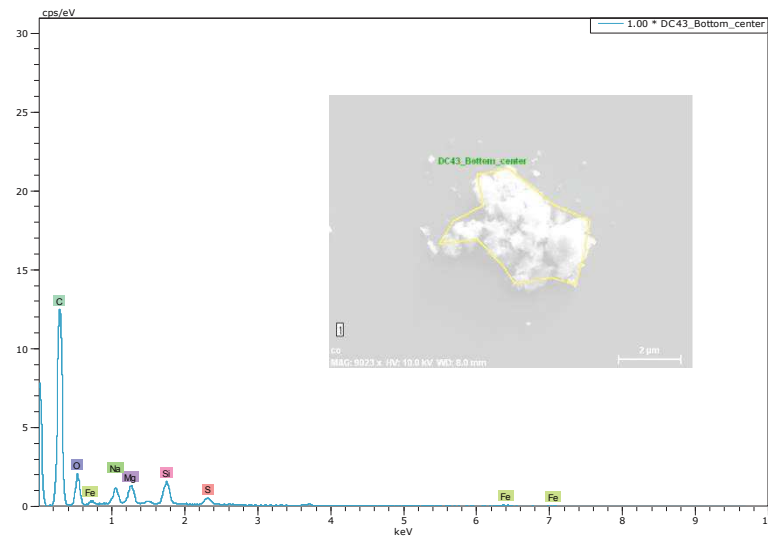 cps/eV
1.00 * DC43_Bottom_center
30
25
20
15
10
5
0
C
O
Fe
Na
Mg
Si
S
Fe
Fe
1 2 3 4 5 6 7 8 9 1
keV
DC43_Bottom_center
1
co
MAG: 9023 x HV: 10.0 kV WD: 8.0 mm
2 µm